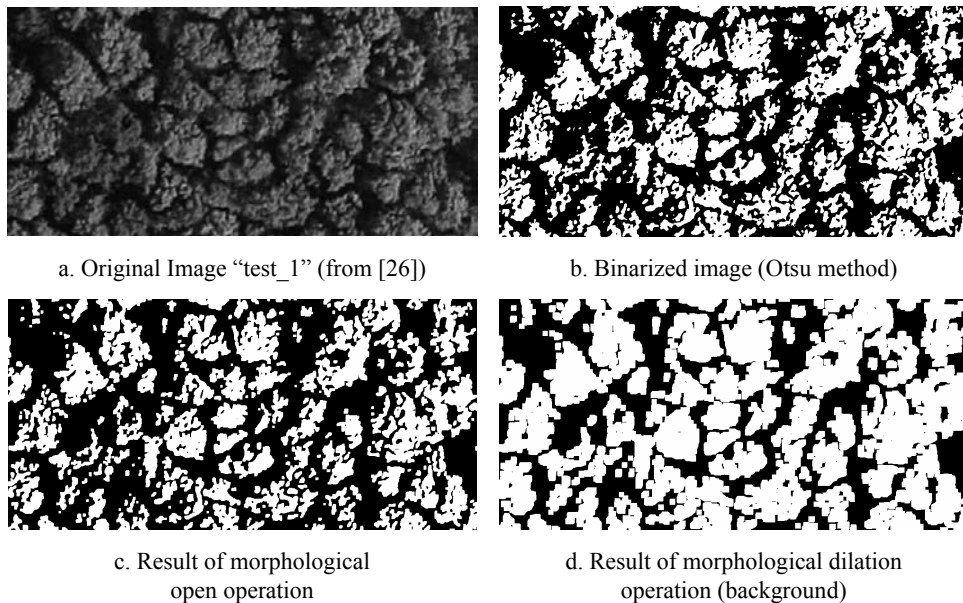 a. Original Image “test_1” (from [26])
b. Binarized image (Otsu method)
c. Result of morphological
open operation
d. Result of morphological dilation
operation (background)